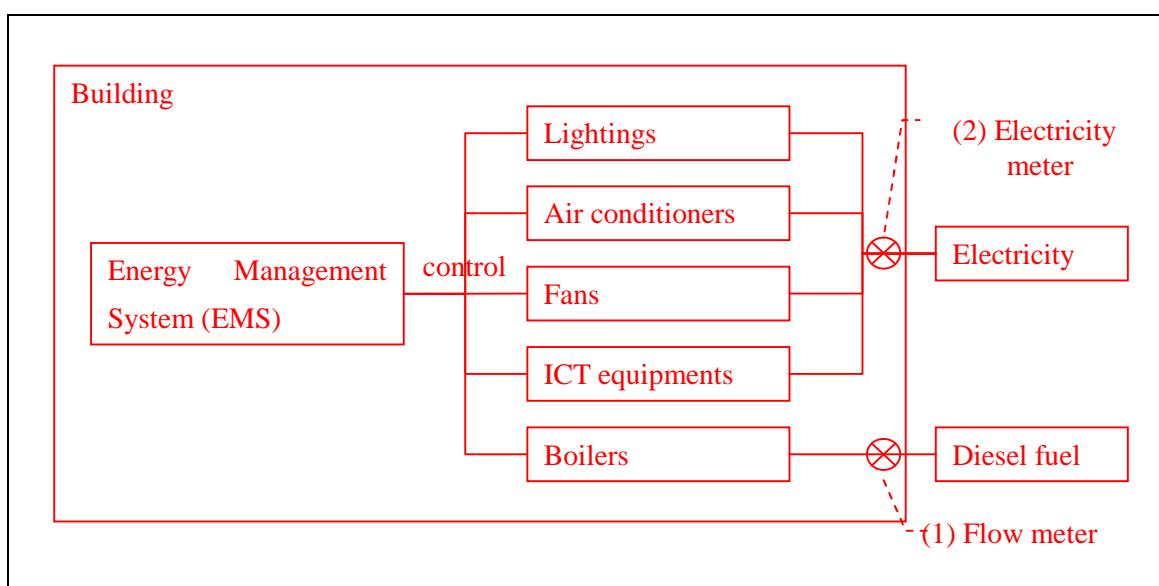 Building
Lightings
(2) Electricity
meter
Air conditioners
Energy Management
System (EMS)
control
Electricity
Fans
ICT equipments
Boilers
Diesel fuel
(1) Flow meter